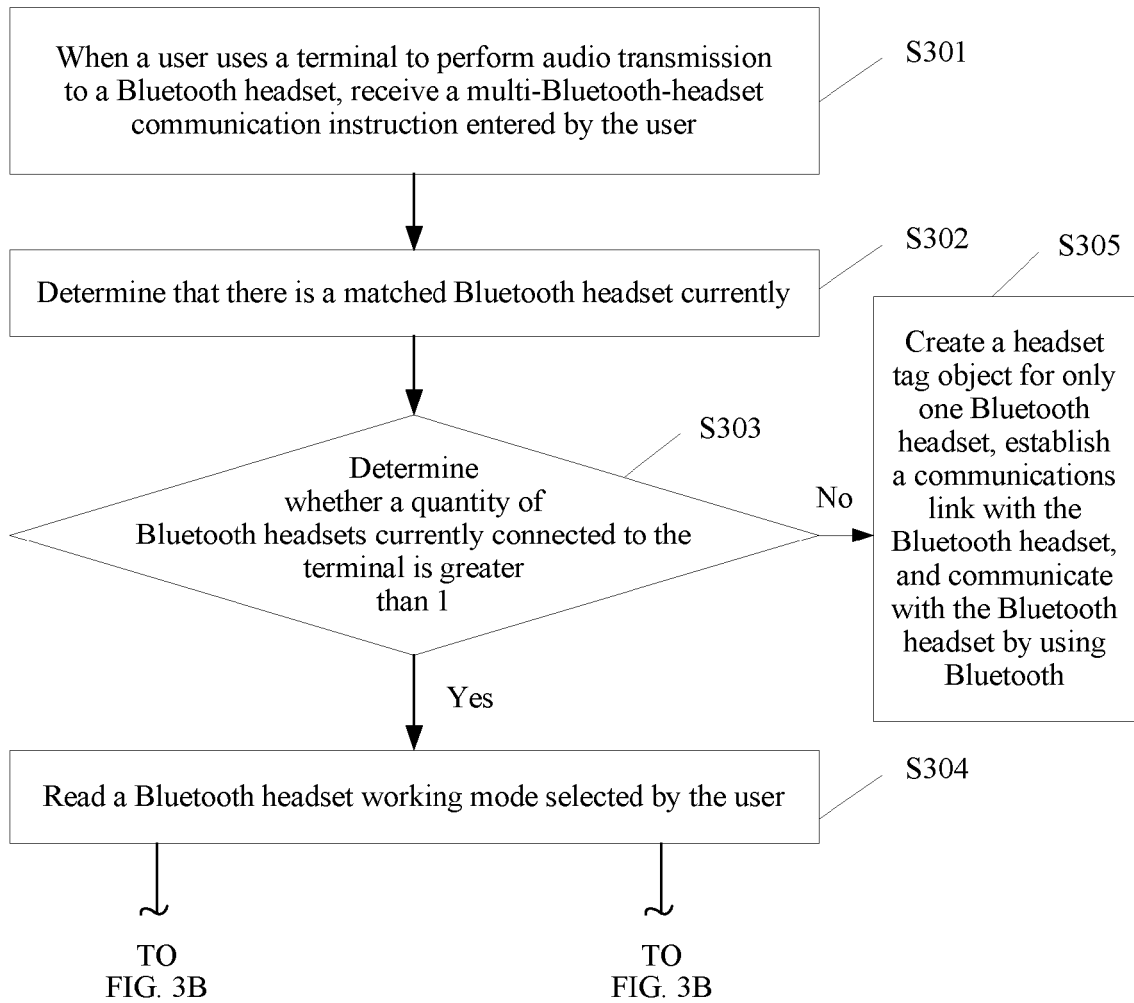 When a user uses a terminal to perform audio transmission
to a Bluetooth headset, receive a multi-Bluetooth-headset
communication instruction entered by the user
S301
Determine that there is a matched Bluetooth headset currently
S302
Determine
whether a quantity of
Bluetooth headsets currently connected to the
terminal is greater
than 1
S303
No
S305
Create a headset
tag object for only
one Bluetooth
headset, establish
a communications
link with the
Bluetooth headset,
and communicate
with the Bluetooth
headset by using
Bluetooth
Yes
Read a Bluetooth headset working mode selected by the user
S304
TO
FIG. 3B
TO
FIG. 3B